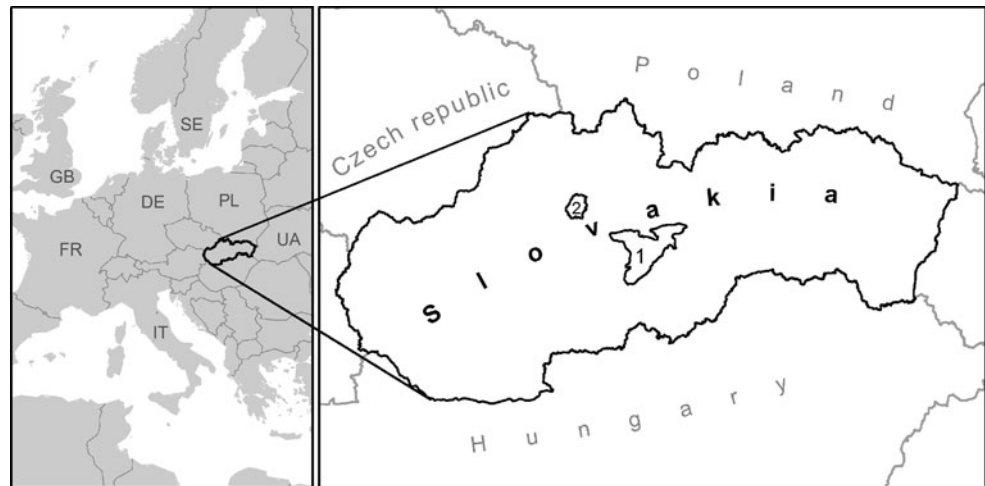 SE
GB
DE
PL
FR
UA
IT
Czech republic
Poland
Slovakia
2
1
Hungary